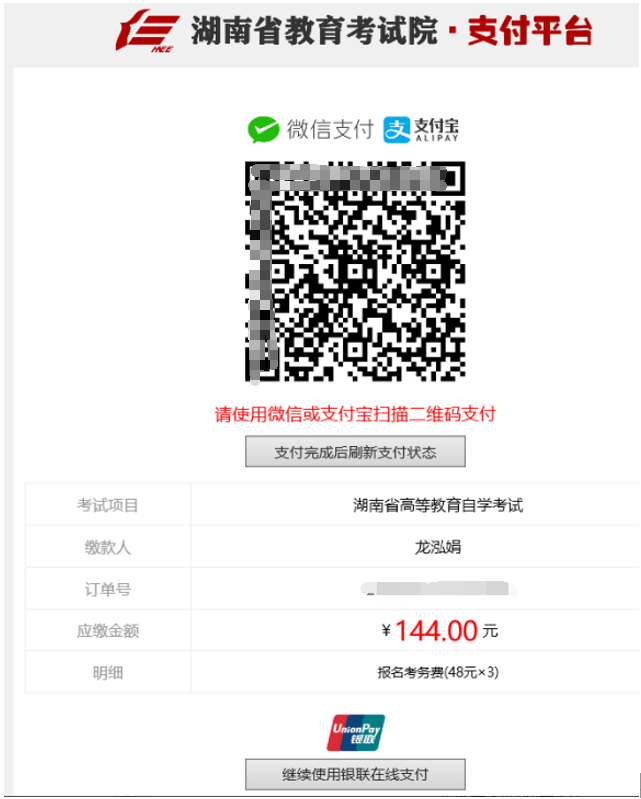 湖南省教育考试院·支付平台
微信支付 支付宝
ALIPAY
请使用微信或支付宝扫描二维码支付
支付完成后刷新支付状态
考试项目 湖南省高等教育自学考试
缴款人 龙泓娟
订单号
应缴金额 ¥144.00元
明细 报名考务费(48元×3)
UnionPay
银联
继续使用银联在线支付